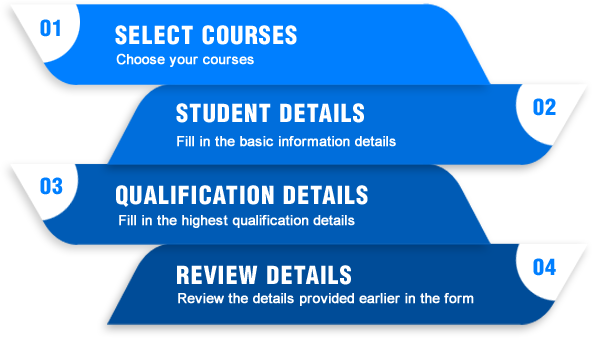 01
SELECT COURSES
Choose your courses
STUDENT DETAILS
02
Fill in the basic information details
03
QUALIFICATION DETAILS
Fill in the highest qualification details
REVIEW DETAILS
04
Review the details provided earlier in the form